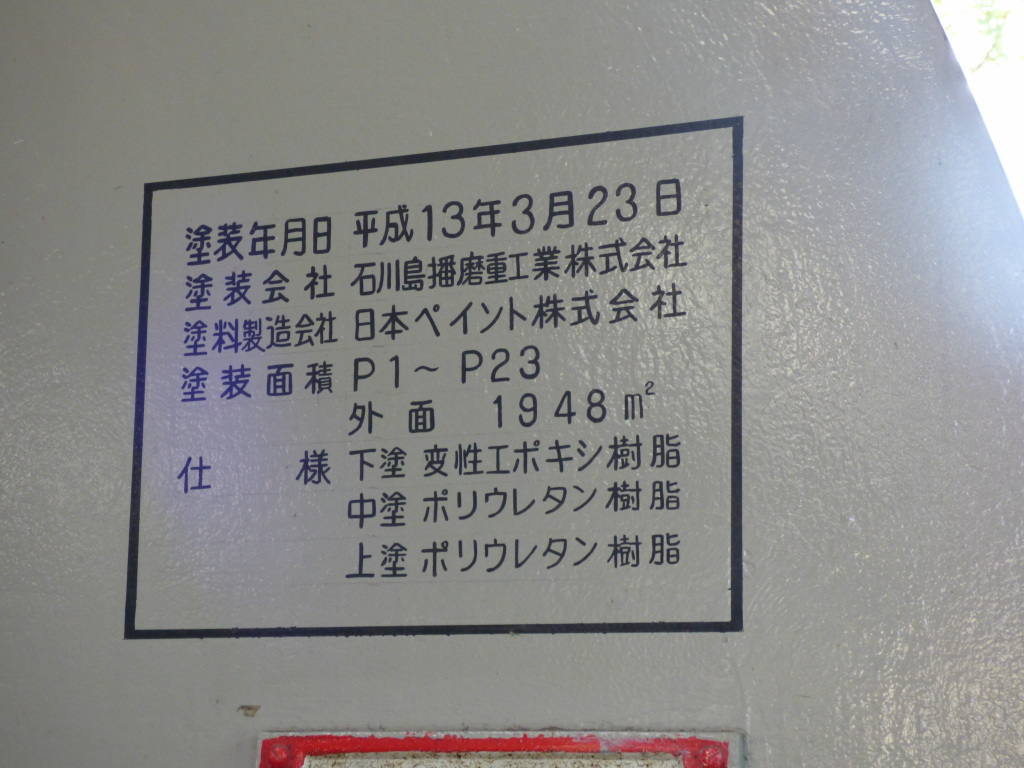 塗装年月日 平成13年3月23日
塗装会社 石川島播磨重工業株式会社
塗料製造会社 日本ペイント株式会社
塗装面積 P1～P23
外面 1948㎡
仕様 下塗 変性エポキシ樹脂
中塗 ポリウレタン樹脂
上塗 ポリウレタン樹脂